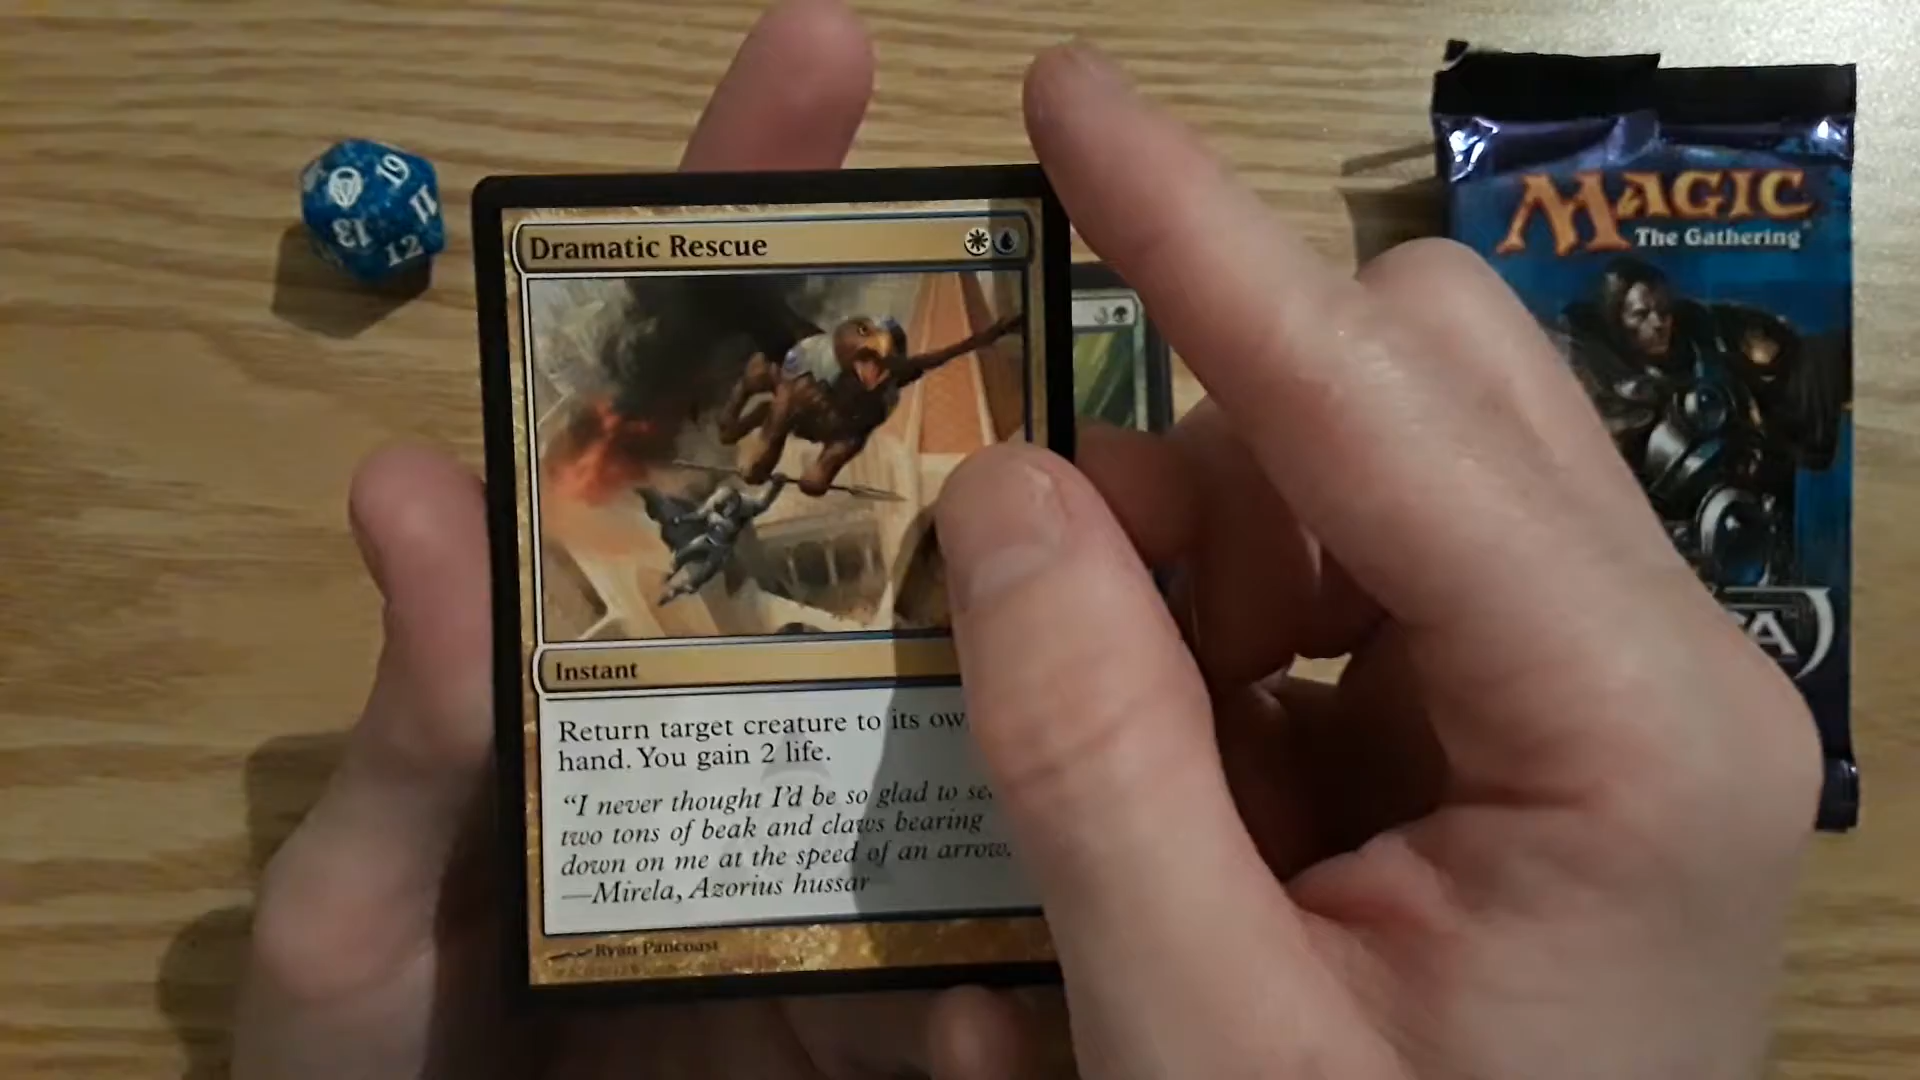 19
11
13
12
Dramatic Rescue
3
MAGIC
The Gathering
Instant
Return target creature to its
hand. You gain 2 life.
“I never thought I’d be so glad to
two tons of beak and claws bearing
down on me at the speed of an arrow.
—Mirela, Azorius hussar
Ryan Pancoast